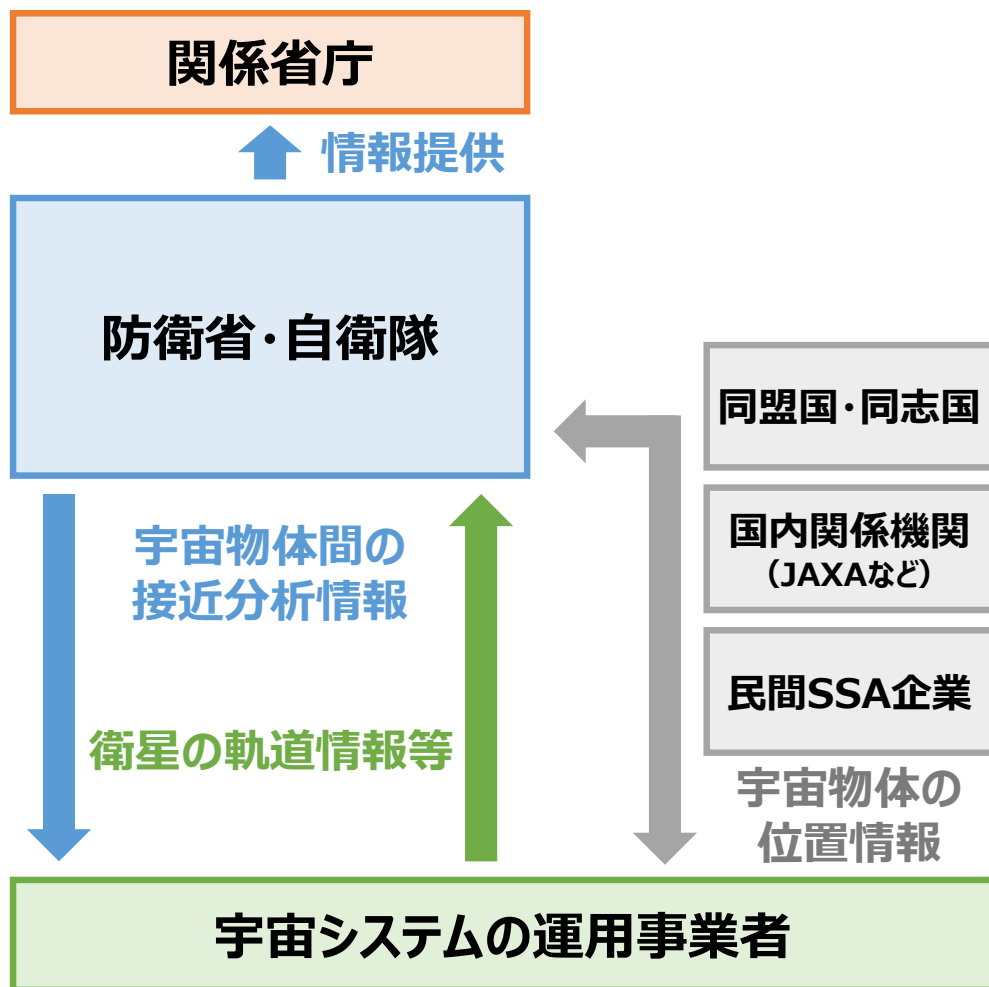 関係省庁
情報提供
防衛省・自衛隊
同盟国・同志国
国内関係機関
（JAXAなど）
民間SSA企業
宇宙物体の
位置情報
宇宙物体間の
接近分析情報
衛星の軌道情報等
宇宙システムの運用事業者